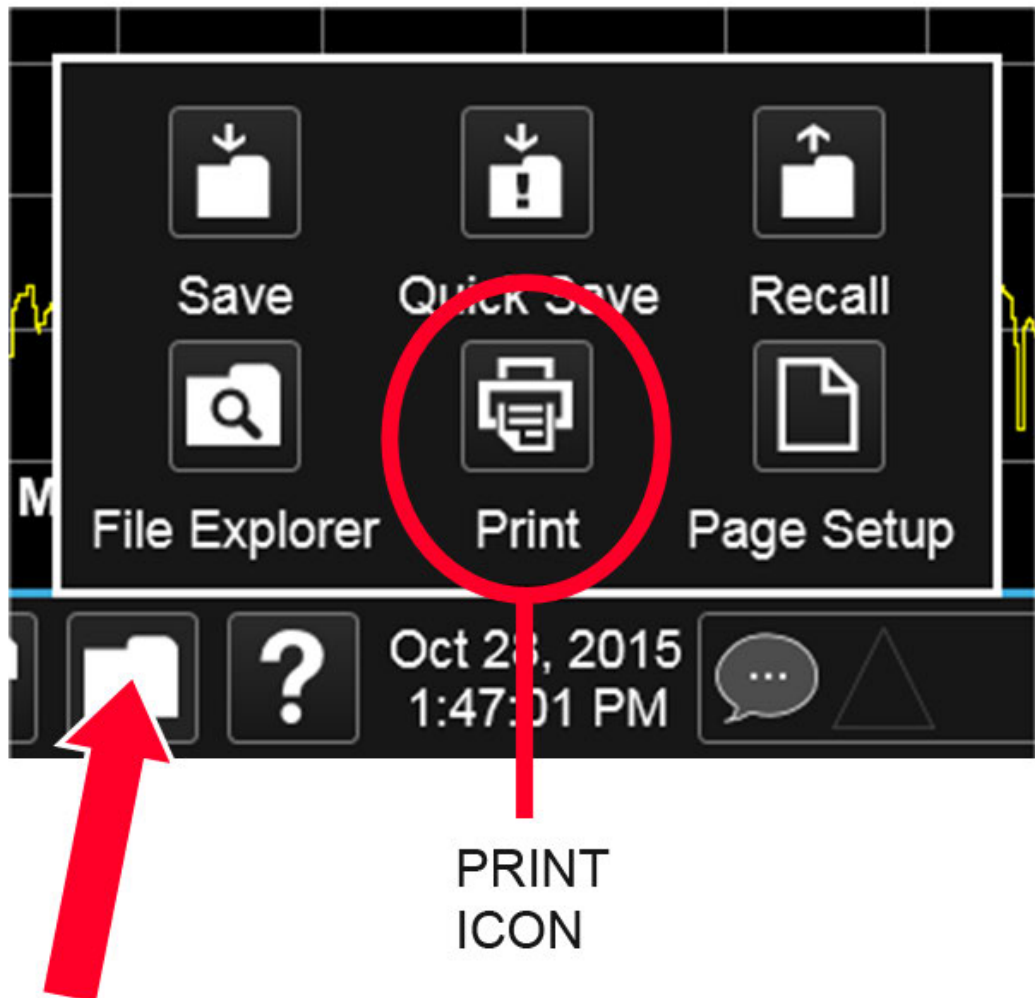 Save
Quick Save
Recall
File Explorer
Print
Page Setup
M
?
Oct 28, 2015
1:47:01 PM
PRINT
ICON